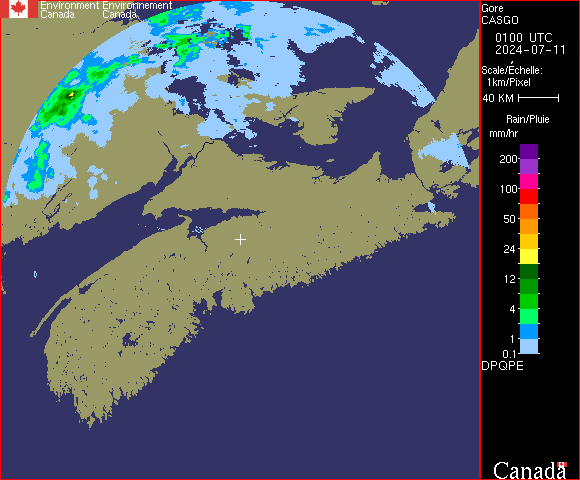 Environment Environnement
Canada Canada
Gore
CASGO
0100 UTC
2024-07-11
Scale/Échelle:
1km/Pixel
40 KM
Rain/Pluie
mm/hr
200
100
50
24
12
4
1
0.1
DPQPE
Canada